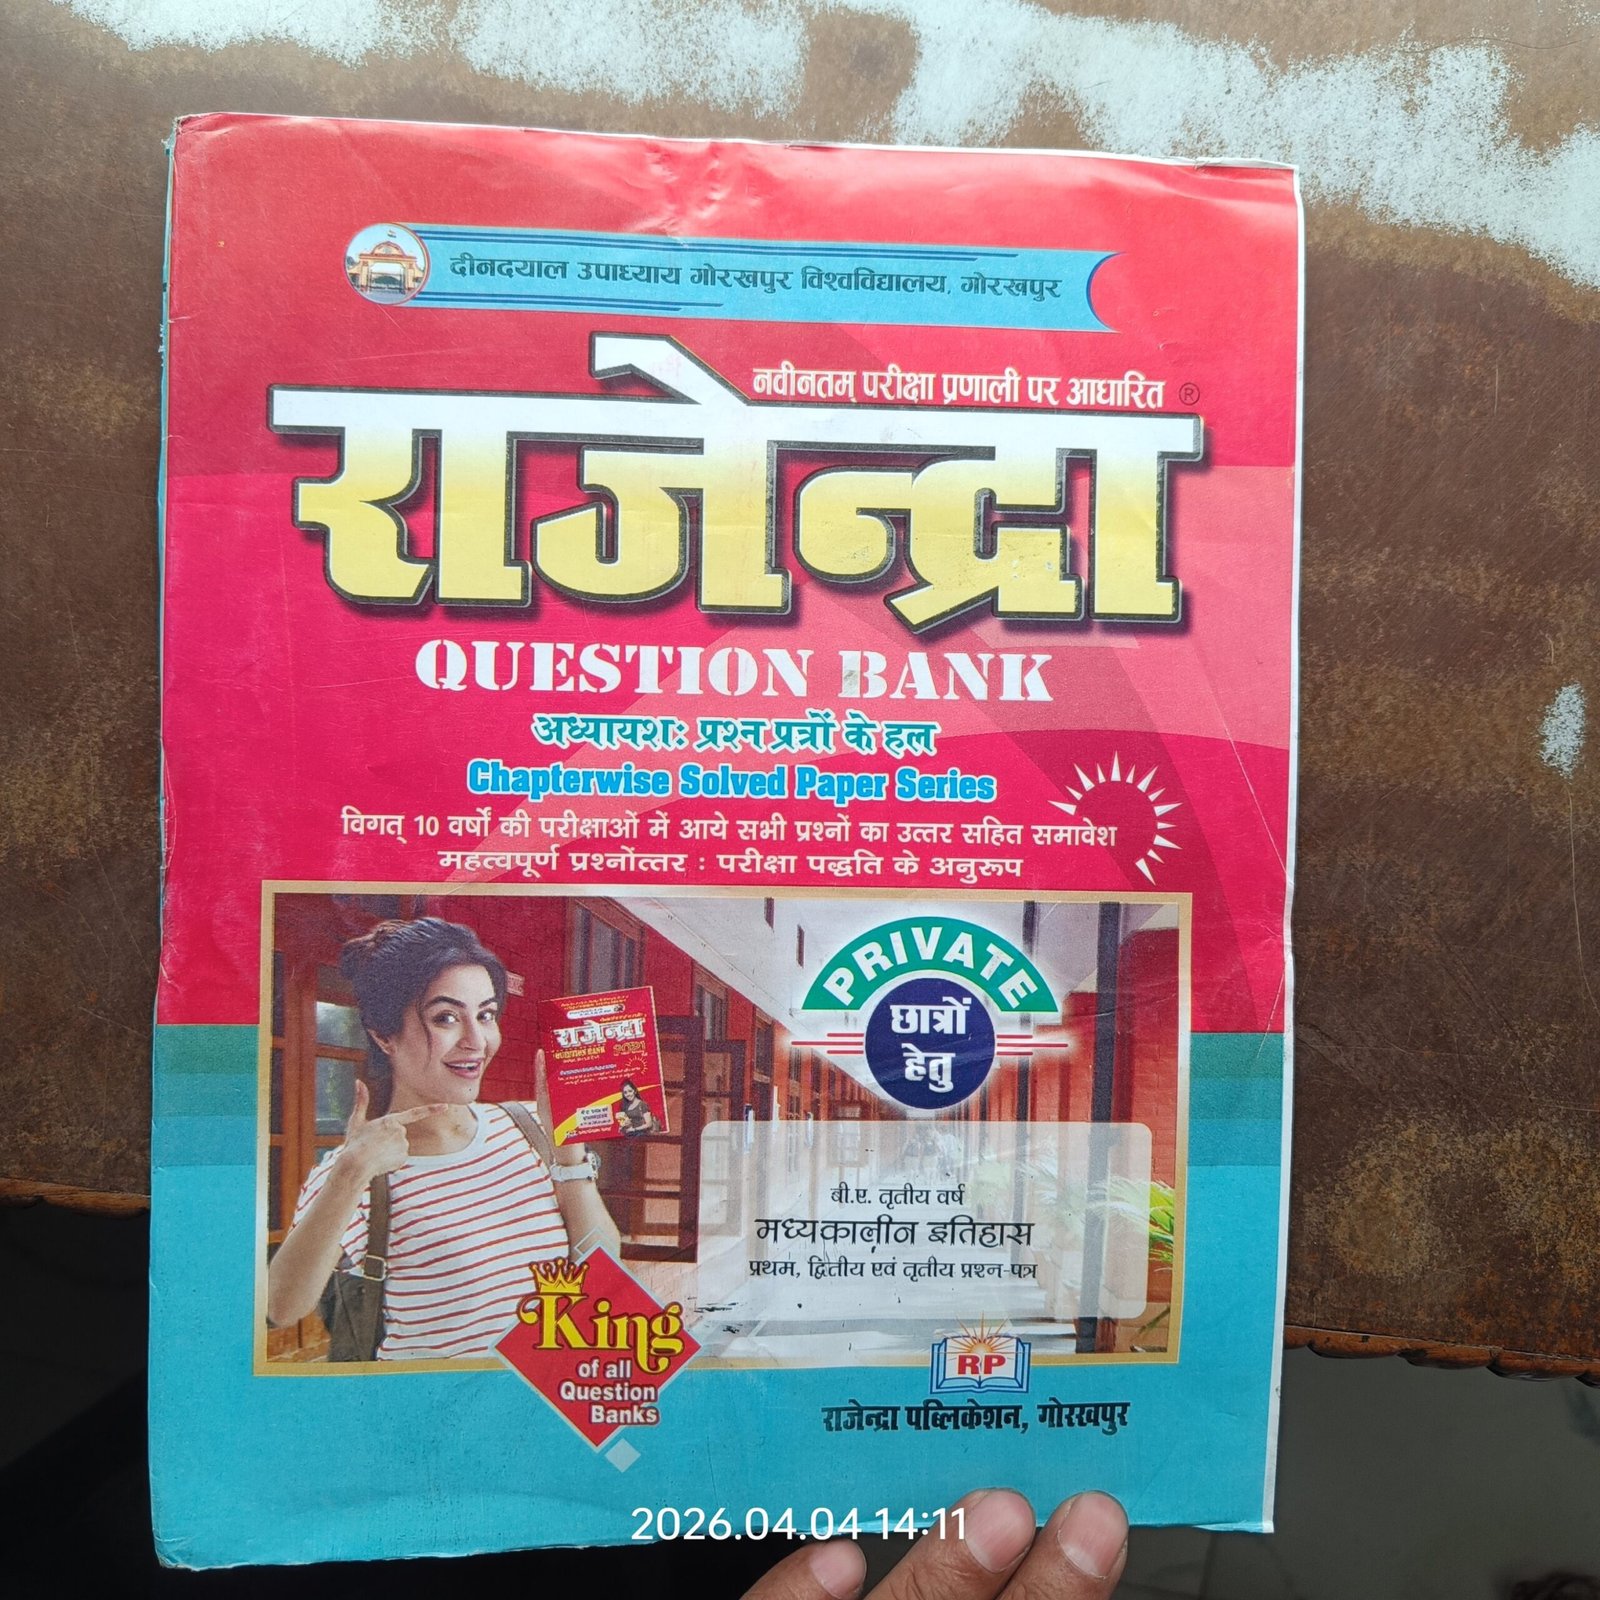 दीनदयाल उपाध्याय गोरखपुर विश्वविद्यालय, गोरखपुर
नवीनतम् परीक्षा प्रणाली पर आधारित ®
राजेन्द्रा
QUESTION BANK
अध्यायशः प्रश्न प्रत्रों के हल
Chapterwise Solved Paper Series
विगत् 10 वर्षों की परीक्षाओं में आये सभी प्रश्नों का उत्तर सहित समावेश
महत्वपूर्ण प्रश्नोत्तर : परीक्षा पद्धति के अनुरूप
PRIVATE
छात्रों
हेतु
राजेन्द्रा
QUESTION BANK
बी.ए. तृतीय वर्ष
मध्यकालीन इतिहास
प्रथम, द्वितीय एवं तृतीय प्रश्न-पत्र
King
of all
Question
Banks
RP
राजेन्द्रा पब्लिकेशन, गोरखपुर
2026.04.04 14:11